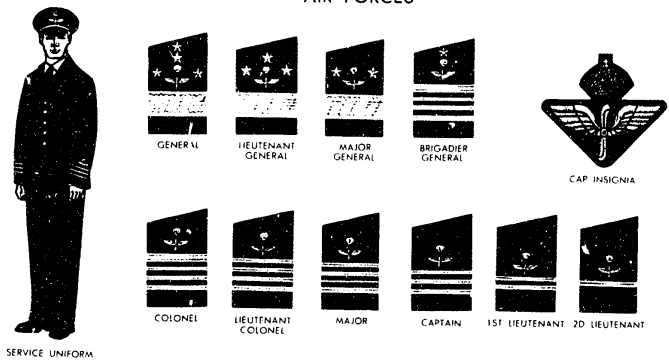 AIR FORCES
GENERAL
LIEUTENANT
GENERAL
MAJOR
GENERAL
BRIGADIER
GENERAL
CAP INSIGNIA
COLONEL
LIEUTENANT
COLONEL
MAJOR
CAPTAIN
1ST LIEUTENANT
2D LIEUTENANT
SERVICE UNIFORM